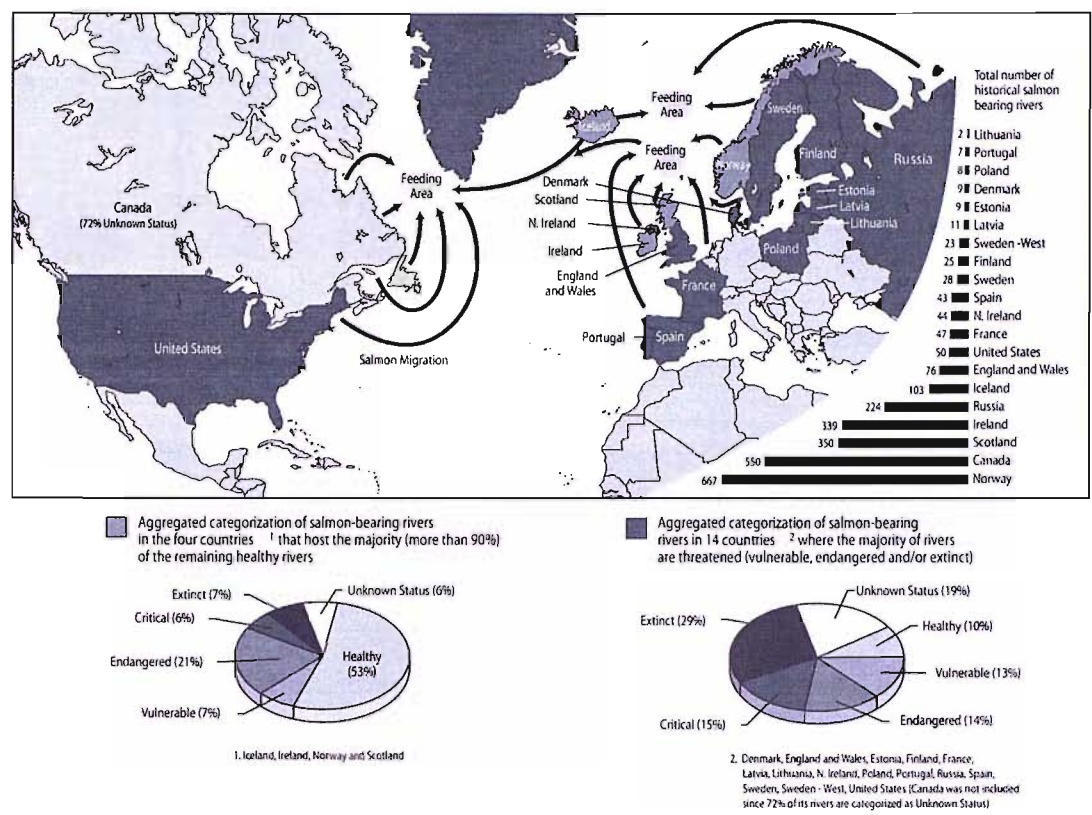 Total number of
historical salmon
bearing rivers
2 Lithuania
7 Portugal
8 Poland
9 Denmark
9 Estonia
11 Latvia
23 Sweden -West
25 Finland
28 Sweden
43 Spain
44 N. Ireland
47 France
50 United States
76 England and Wales
103 Iceland
224 Russia
339 Ireland
350 Scotland
550 Canada
667 Norway
Canada
(72% Unknown Status)
United States
Feeding
Area
Salmon Migration
Iceland
Feeding
Area
Feeding
Area
Sweden
Norway
Finland
Russia
Denmark
Scotland
N. Ireland
Ireland
England
and Wales
Estonia
Latvia
Lithuania
Poland
France
Portugal
Spain
Aggregated categorization of salmon-bearing rivers
in the four countries 1 that host the majority (more than 90%)
of the remaining healthy rivers
Extinct (7%)
Unknown Status (6%)
Critical (6%)
Endangered (21%)
Healthy
(53%)
Vulnerable (7%)
1. Iceland, Ireland, Norway and Scotland
Aggregated categorization of salmon-bearing
rivers in 14 countries 2 where the majority of rivers
are threatened (vulnerable, endangered and/or extinct)
Unknown Status (19%)
Extinct (29%)
Healthy (10%)
Vulnerable (13%)
Endangered (14%)
Critical (15%)
2. Denmark, England and Wales, Estonia, Finland, France,
Latvia, Lithuania, N. Ireland, Poland, Portugal, Russia, Spain,
Sweden, Sweden - West, United States (Canada was not included
since 72% of its rivers are categorized as Unknown Status)